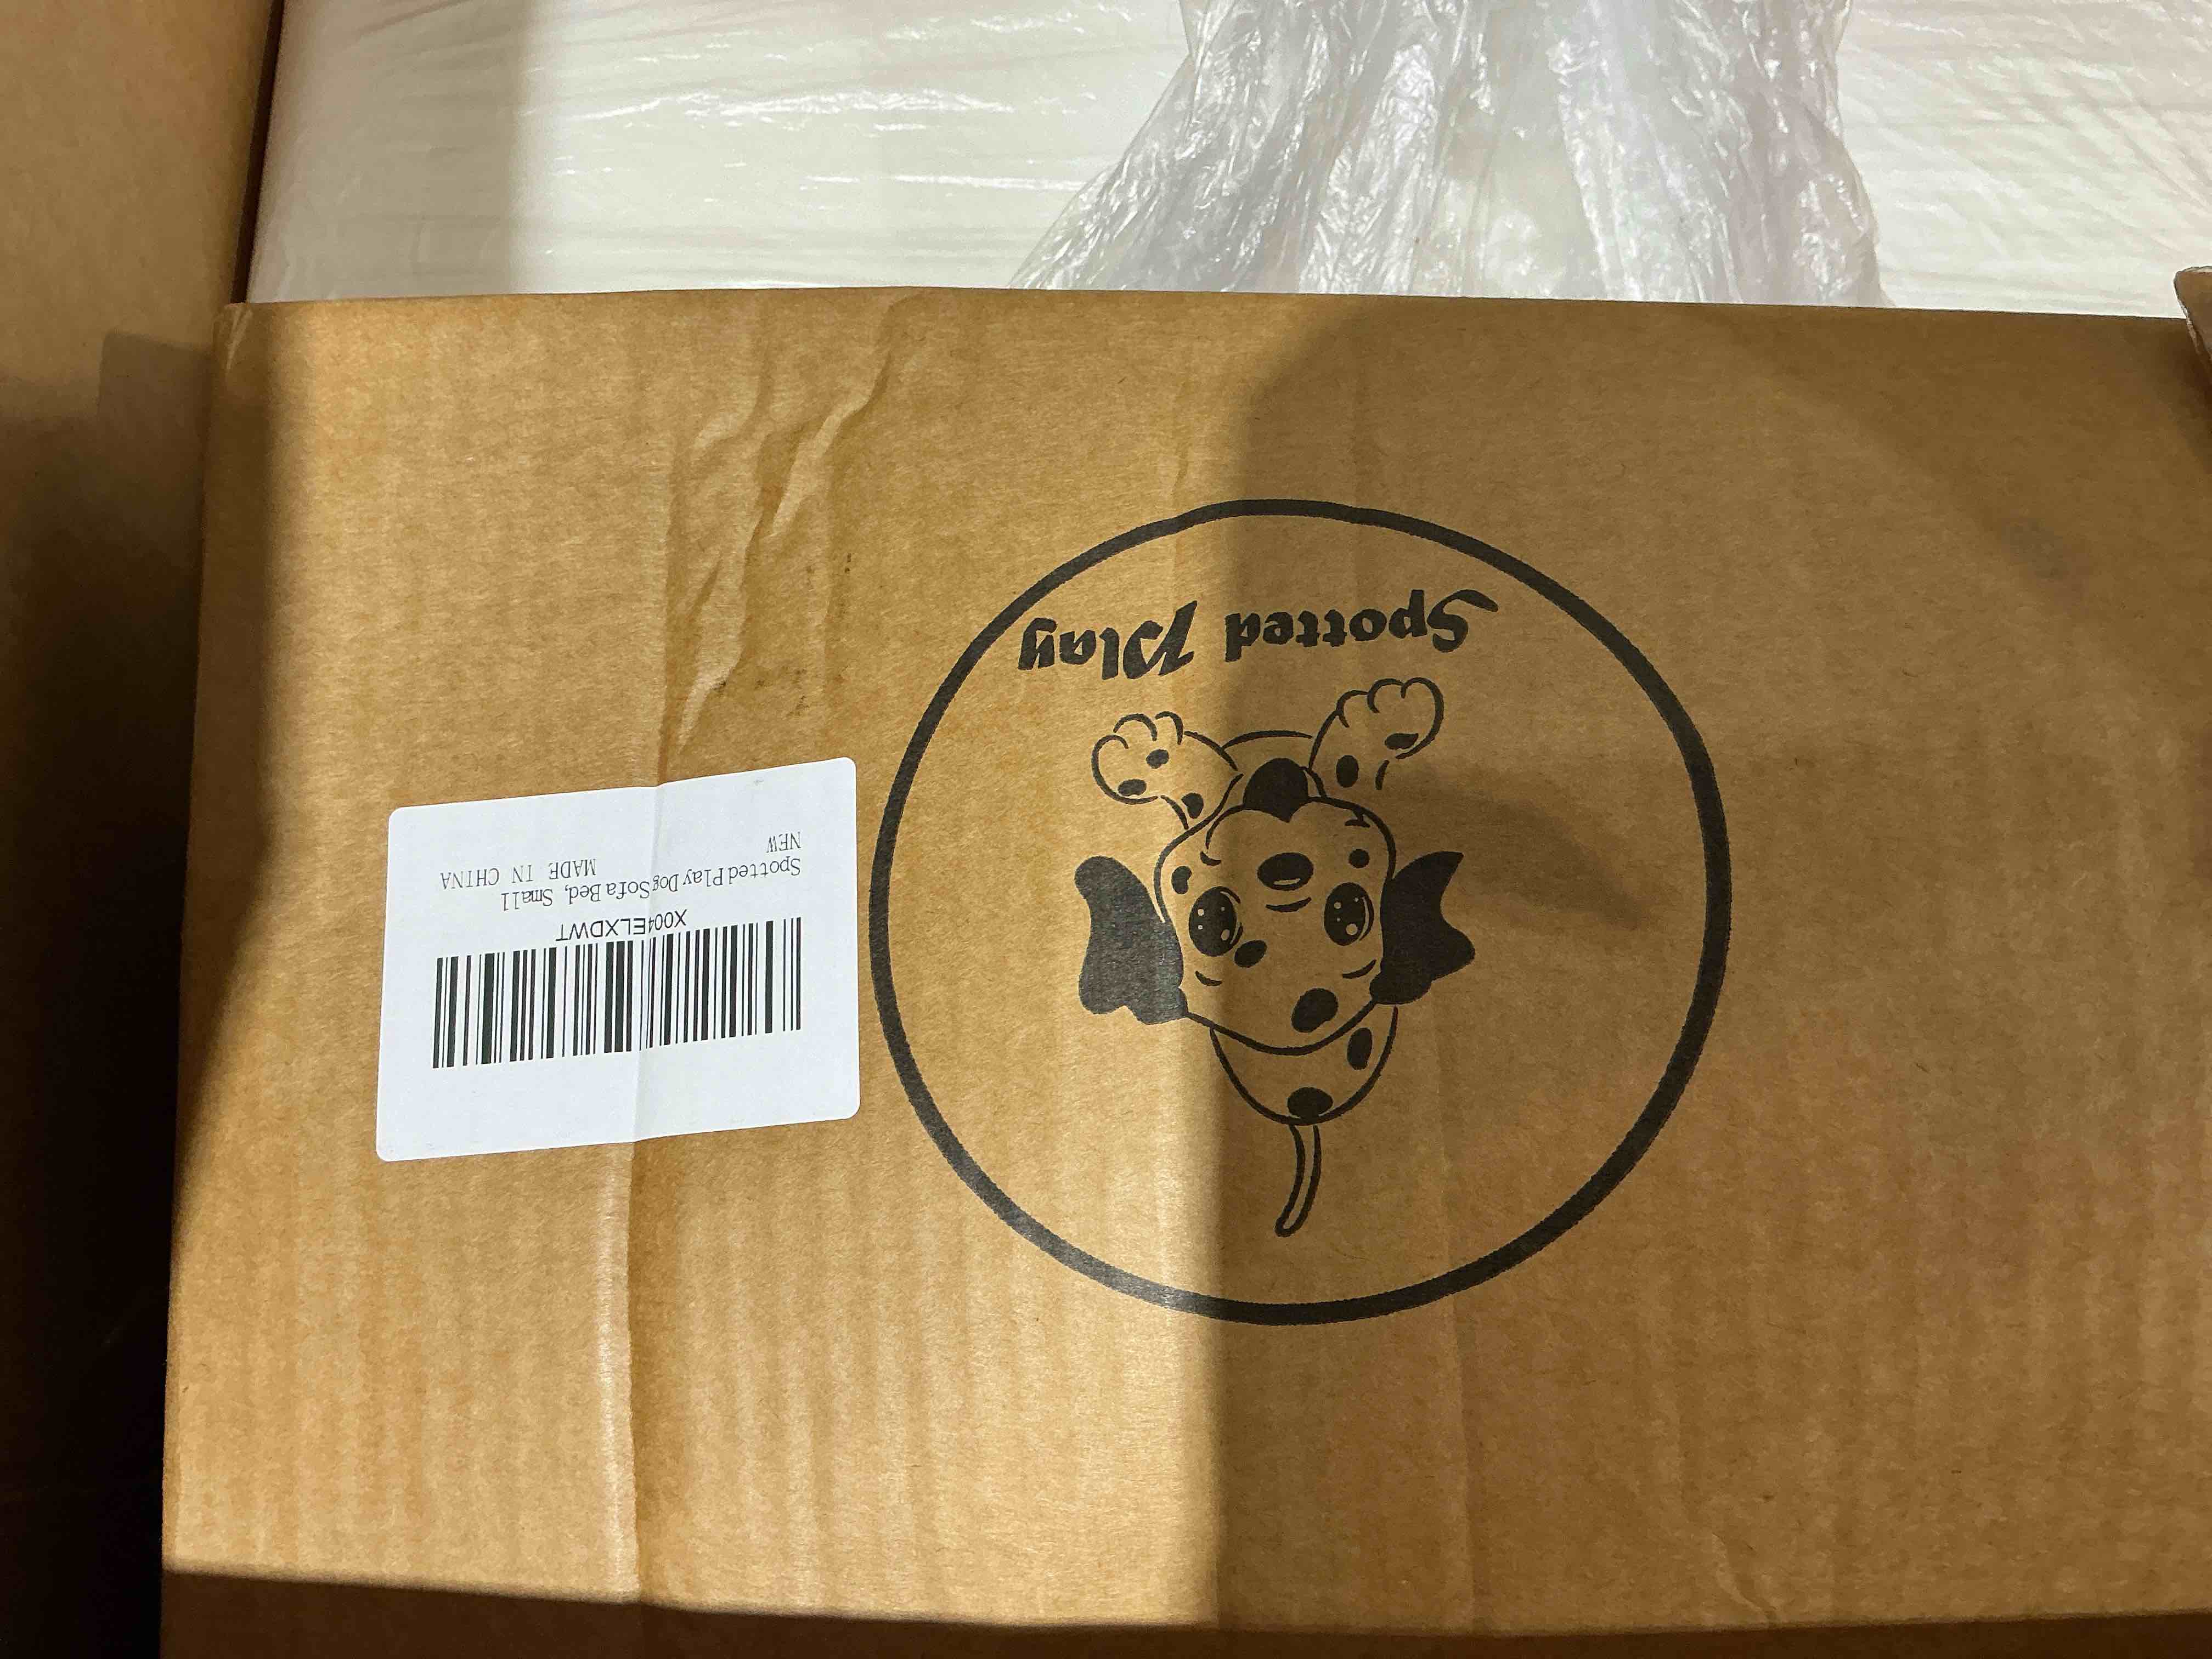 Spotted Play
X004ELXDWT
Spotted Play Dog Sofa Bed, Small
NEW MADE IN CHINA